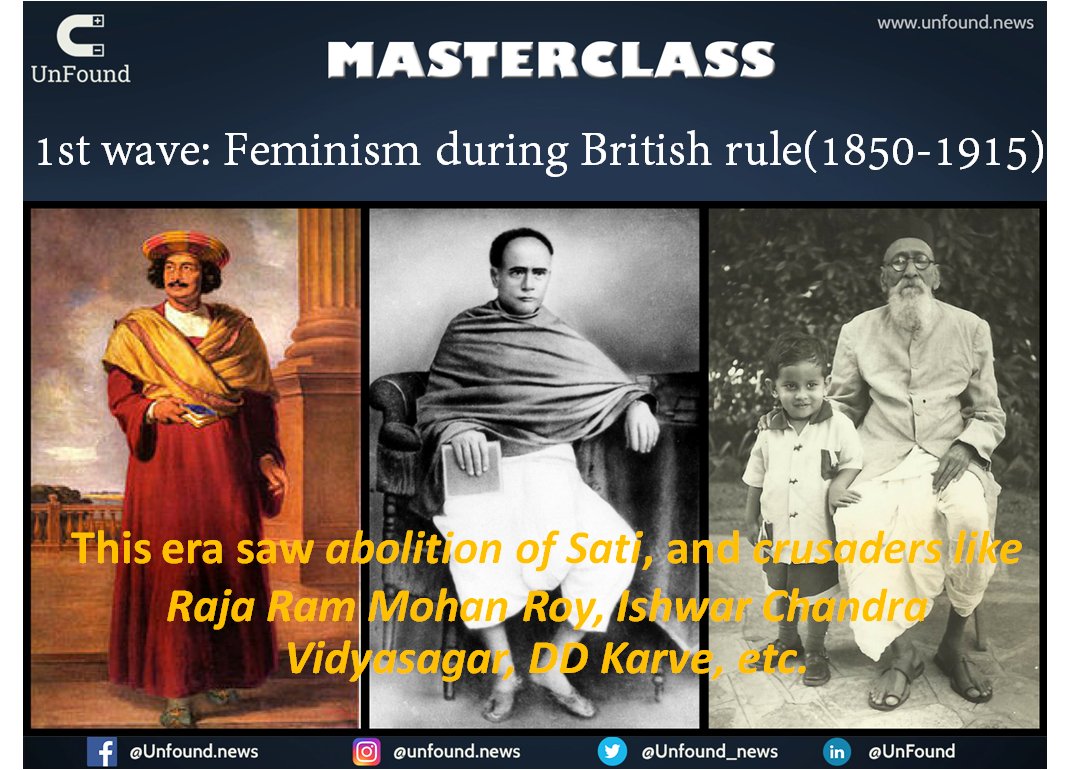 www.unfound.news
UnFound
MASTERCLASS
1st wave: Feminism during British rule(1850-1915)
This era saw abolition of Sati, and crusaders like
Raja Ram Mohan Roy, Ishwar Chandra
Vidyasagar, DD Karve, etc.
@Unfound.news
@unfound.news
@Unfound_news
@UnFound